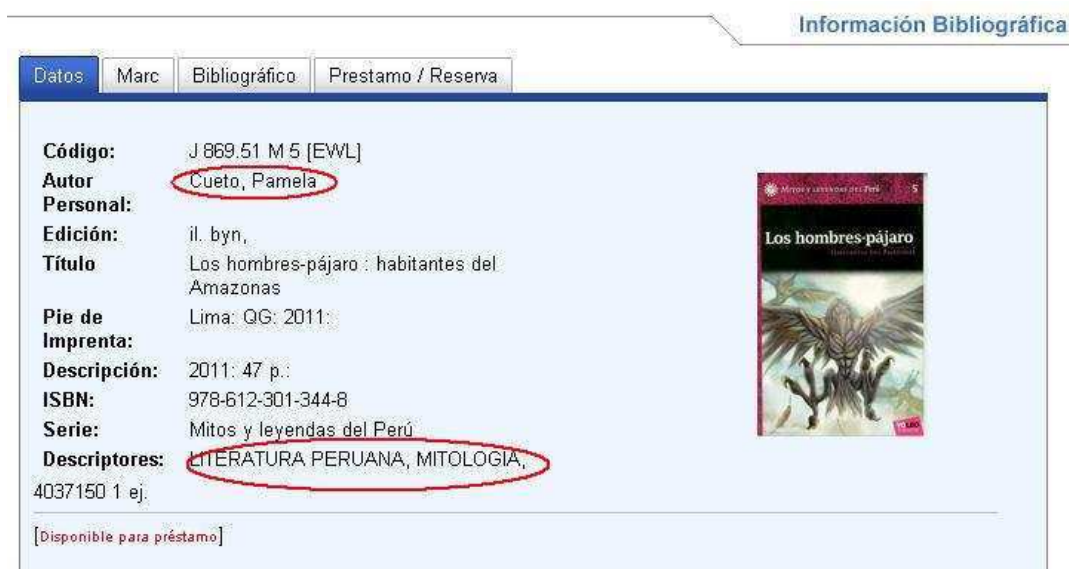 Información Bibliográfica
Datos Marc Bibliográfico Prestamo / Reserva
Código: J 869.51 M 5 [EWL]
Autor Cueto, Pamela
Personal:
Edición: il. byn,
Título Los hombres-pájaro : habitantes del
Amazonas
Pie de Lima: QG: 2011:
Imprenta:
Descripción: 2011: 47 p.:
ISBN: 978-612-301-344-8
Serie: Mitos y leyendas del Perú
Descriptores: LITERATURA PERUANA, MITOLOGIA,
4037150 1 ej.
[Disponible para préstamo]
Mitos y leyendas del Perú 5
Los hombres-pájaro